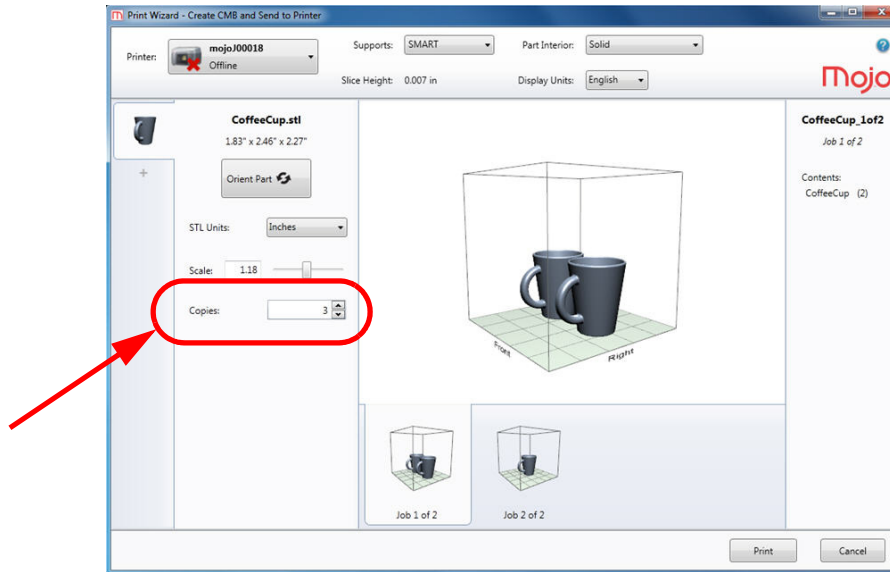 Print Wizard - Create CMB and Send to Printer
Printer:
mojoJ00018
Offline
Supports: SMART
Part Interior: Solid
Slice Height: 0.007 in
Display Units: English
?
mojo
CoffeeCup.stl
1.83" x 2.46" x 2.27"
Orient Part
STL Units: Inches
Scale: 1.18
Copies: 3
+
Front
Right
CoffeeCup_1of2
Job 1 of 2
Contents:
CoffeeCup (2)
Job 1 of 2
Job 2 of 2
Print
Cancel